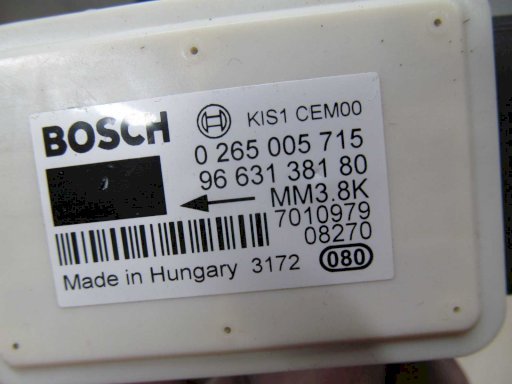 BOSCH KIS1 CEM00
0 265 005 715
96 631 381 80
MM3.8K
7010979
08270
Made in Hungary 3172 080